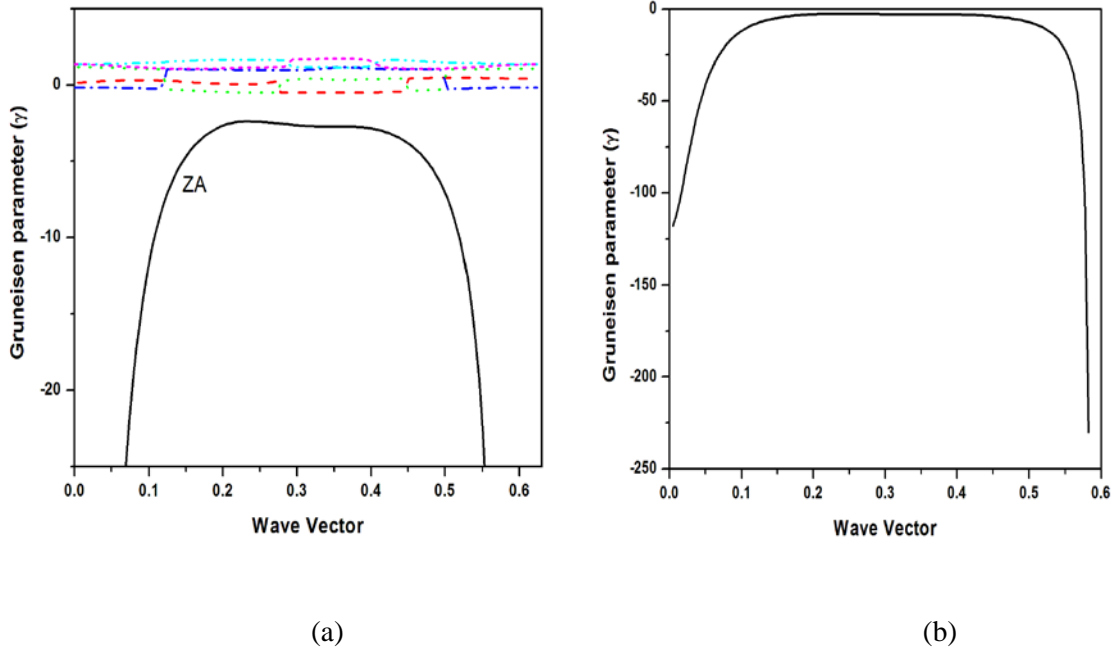 0
-10
-20
Gruneisen parameter (γ)
ZA
0.0 0.1 0.2 0.3 0.4 0.5 0.6
Wave Vector
(a)
0
-50
-100
-150
-200
-250
Gruneisen parameter (γ)
0.0 0.1 0.2 0.3 0.4 0.5 0.6
Wave Vector
(b)